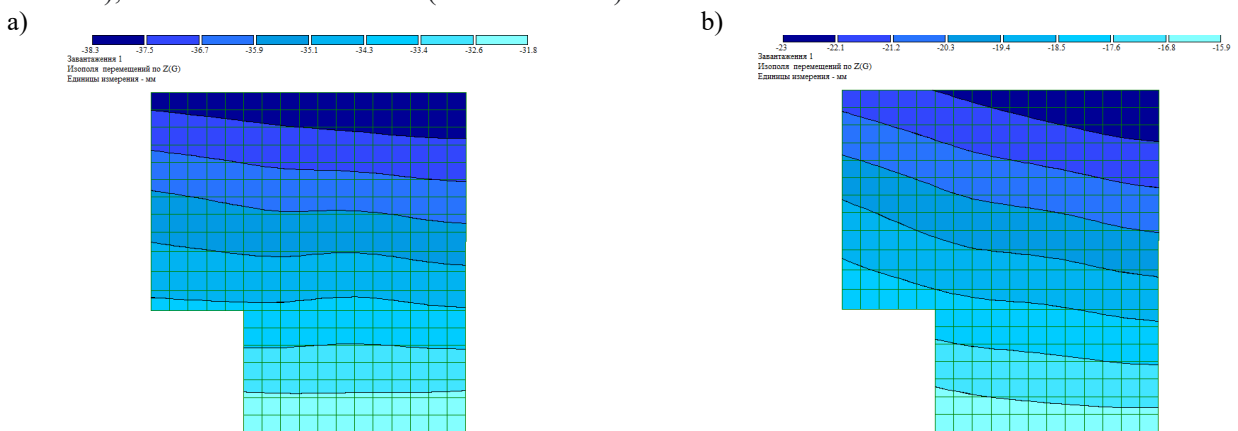 a)
b)
-38.3 -37.5 -36.7 -35.9 -35.1 -34.3 -33.4 -32.6 -31.8
Завантаження 1
Изополя перемещений по Z(G)
Единицы измерения - мм
-23 -22.1 -21.2 -20.3 -19.4 -18.5 -17.6 -16.8 -15.9
Завантаження 1
Изополя перемещений по Z(G)
Единицы измерения - мм